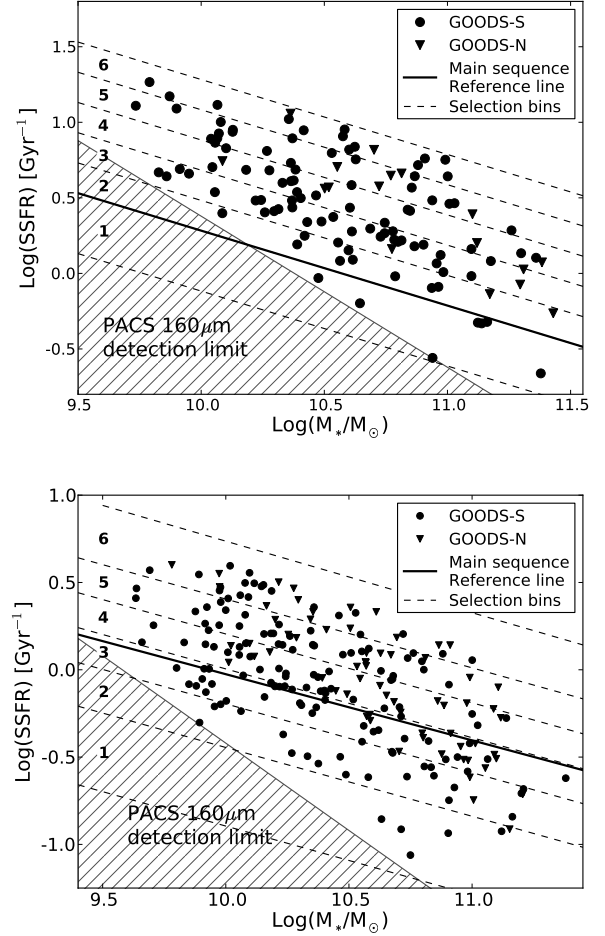 1.5
1.0
0.5
0.0
-0.5
Log(SSFR) [Gyr⁻¹]
6
5
4
3
2
1
GOODS-S
GOODS-N
Main sequence
Reference line
Selection bins
PACS 160μm
detection limit
9.5 10.0 10.5 11.0 11.5
Log(M*/M⊙)
1.0
0.5
0.0
-0.5
-1.0
Log(SSFR) [Gyr⁻¹]
6
5
4
3
2
1
GOODS-S
GOODS-N
Main sequence
Reference line
Selection bins
PACS 160μm
detection limit
9.5 10.0 10.5 11.0
Log(M*/M⊙)